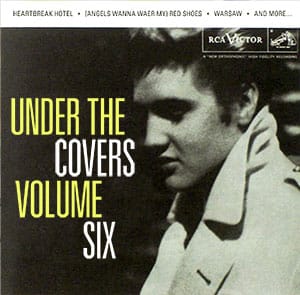 HEARTBREAK HOTEL • (ANGELS WANNA WAER MY) RED SHOES • WARSAW • AND MORE...
RCA VICTOR
A "NEW ORTHOPHONIC" HIGH FIDELITY RECORDING
UNDER THE
COVERS
VOLUME
SIX